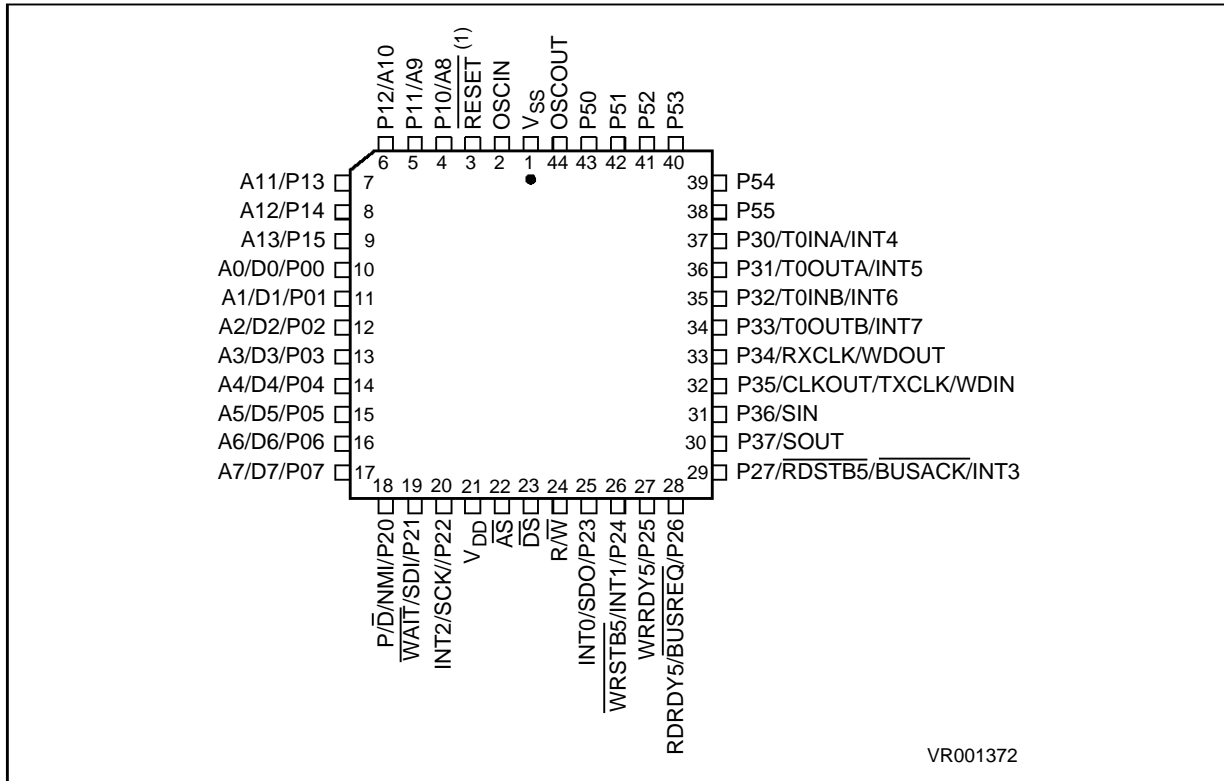 P12/A10
P11/A9
P10/A8
RESET (1)
OSCIN
VSS
OSCOUT
P50
P51
P52
P53
6
5
4
3
2
1
44
43
42
41
40
A11/P13 7
A12/P14 8
A13/P15 9
A0/D0/P00 10
A1/D1/P01 11
A2/D2/P02 12
A3/D3/P03 13
A4/D4/P04 14
A5/D5/P05 15
A6/D6/P06 16
A7/D7/P07 17
39 P54
38 P55
37 P30/T0INA/INT4
36 P31/T0OUTA/INT5
35 P32/T0INB/INT6
34 P33/T0OUTB/INT7
33 P34/RXCLK/WDOUT
32 P35/CLKOUT/TXCLK/WDIN
31 P36/SIN
30 P37/SOUT
29 P27/RDSTB5/BUSACK/INT3
18
19
20
21
22
23
24
25
26
27
28
P/D/NMI/P20
WAIT/SDI/P21
INT2/SCK//P22
VDD
AS
DS
R/W
INT0/SDO/P23
WRSTB5/INT1/P24
WRRDY5/P25
RDRDY5/BUSREQ/P26
VR001372